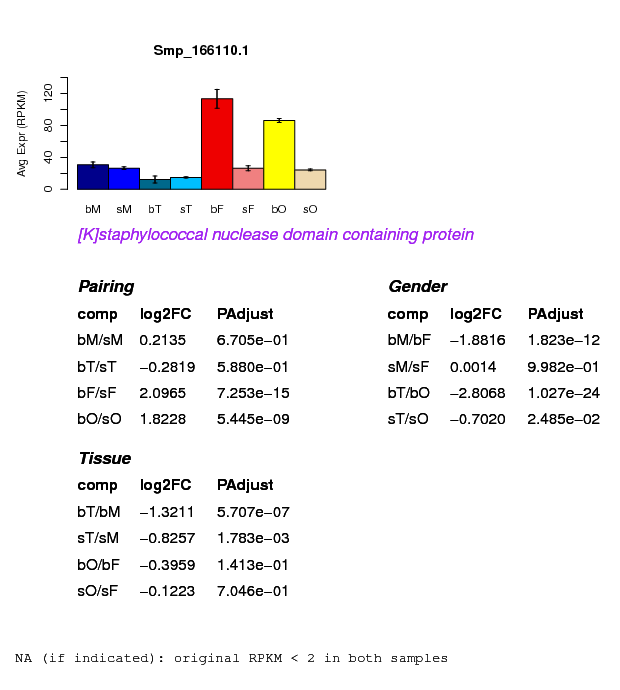 Smp_166110.1
Avg Expr (RPKM)
0 40 80 120
bM sM bT sT bF sF bO sO
[K]staphylococcal nuclease domain containing protein
Pairing
comp log2FC PAdjust
bM/sM 0.2135 6.705e−01
bT/sT −0.2819 5.880e−01
bF/sF 2.0965 7.253e−15
bO/sO 1.8228 5.445e−09
Gender
comp log2FC PAdjust
bM/bF −1.8816 1.823e−12
sM/sF 0.0014 9.982e−01
bT/bO −2.8068 1.027e−24
sT/sO −0.7020 2.485e−02
Tissue
comp log2FC PAdjust
bT/bM −1.3211 5.707e−07
sT/sM −0.8257 1.783e−03
bO/bF −0.3959 1.413e−01
sO/sF −0.1223 7.046e−01
NA (if indicated): original RPKM < 2 in both samples